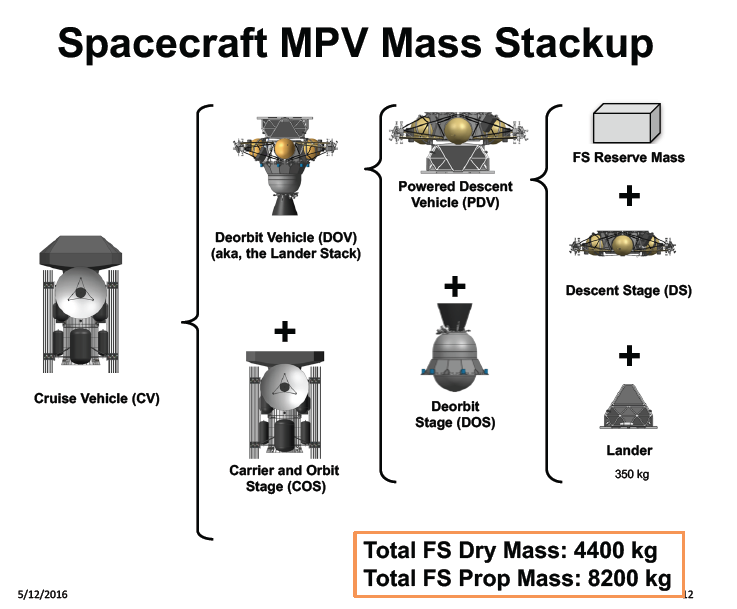 Spacecraft MPV Mass Stackup
Cruise Vehicle (CV)
Deorbit Vehicle (DOV)
(aka, the Lander Stack)
+
Carrier and Orbit
Stage (COS)
Powered Descent
Vehicle (PDV)
+
Deorbit
Stage (DOS)
FS Reserve Mass
+
Descent Stage (DS)
+
Lander
350 kg
Total FS Dry Mass: 4400 kg
Total FS Prop Mass: 8200 kg
5/12/2016
12